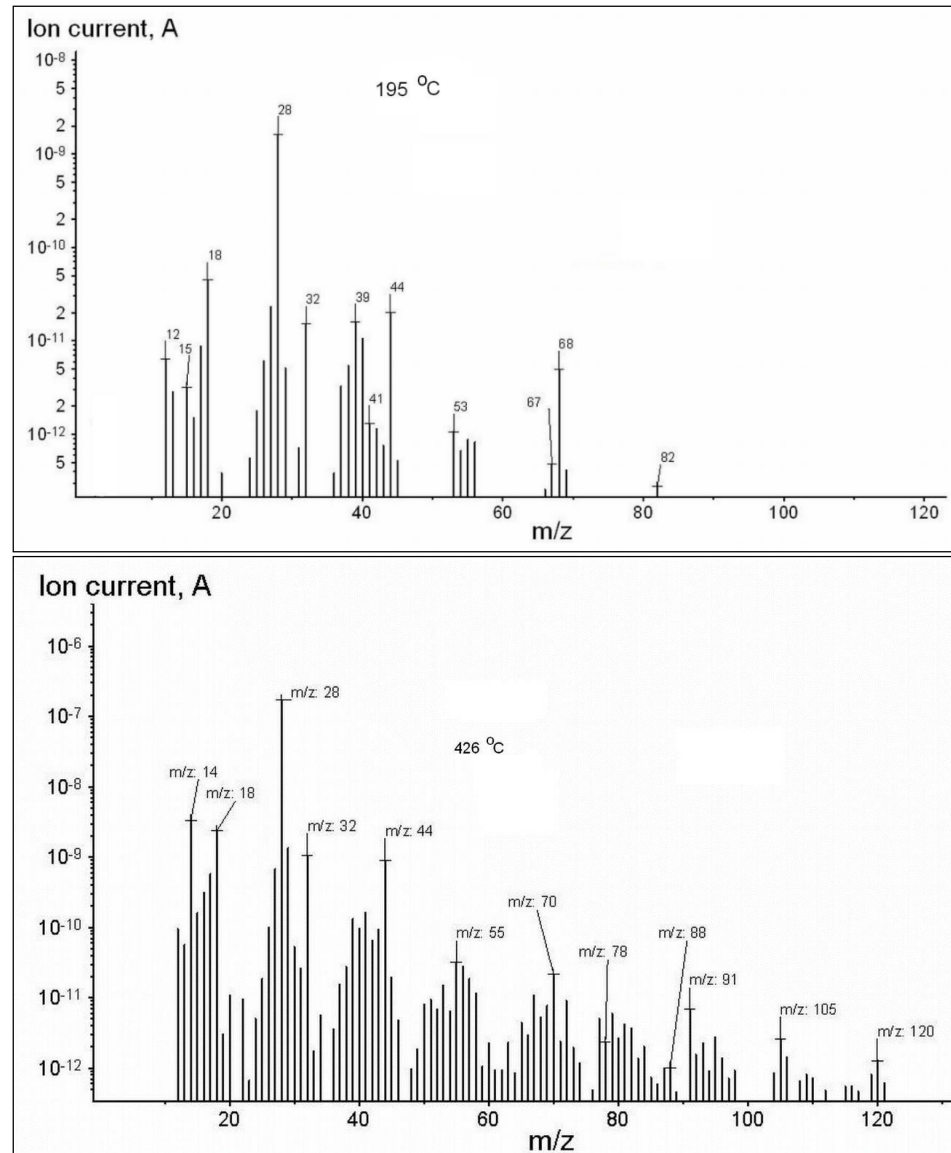 Ion current, A
10-8
5
195 oC
28
2
10-9
5
2
10-10
18
5
2
32
39
44
10-11
12
15
5
68
2
41
53
67
10-12
5
82
20
40
60
80
100
120
m/z
Ion current, A
10-6
m/z: 28
10-7
426 oC
m/z: 14
m/z: 18
10-8
m/z: 32
m/z: 44
10-9
m/z: 70
m/z: 88
10-10
m/z: 55
m/z: 78
m/z: 91
10-11
m/z: 105
m/z: 120
10-12
20
40
60
80
100
120
m/z